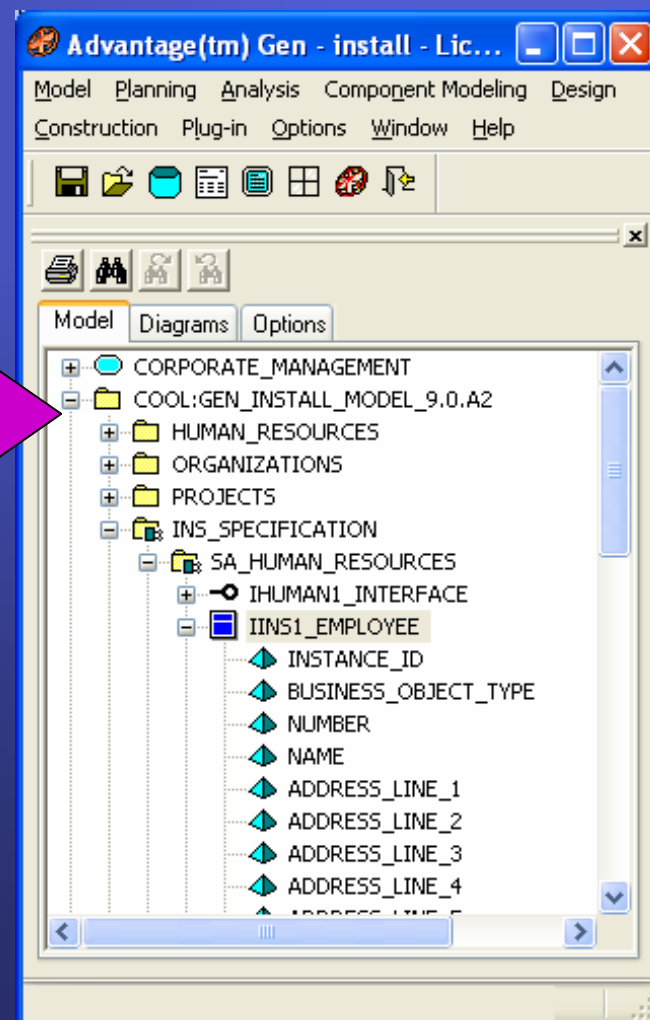 Advantage(tm) Gen - install - Lic...
Model Planning Analysis Component Modeling Design
Construction Plug-in Options Window Help
Model Diagrams Options
CORPORATE_MANAGEMENT
COOL:GEN_INSTALL_MODEL_9.0.A2
HUMAN_RESOURCES
ORGANIZATIONS
PROJECTS
INS_SPECIFICATION
SA_HUMAN_RESOURCES
IHUMAN1_INTERFACE
IINS1_EMPLOYEE
INSTANCE_ID
BUSINESS_OBJECT_TYPE
NUMBER
NAME
ADDRESS_LINE_1
ADDRESS_LINE_2
ADDRESS_LINE_3
ADDRESS_LINE_4